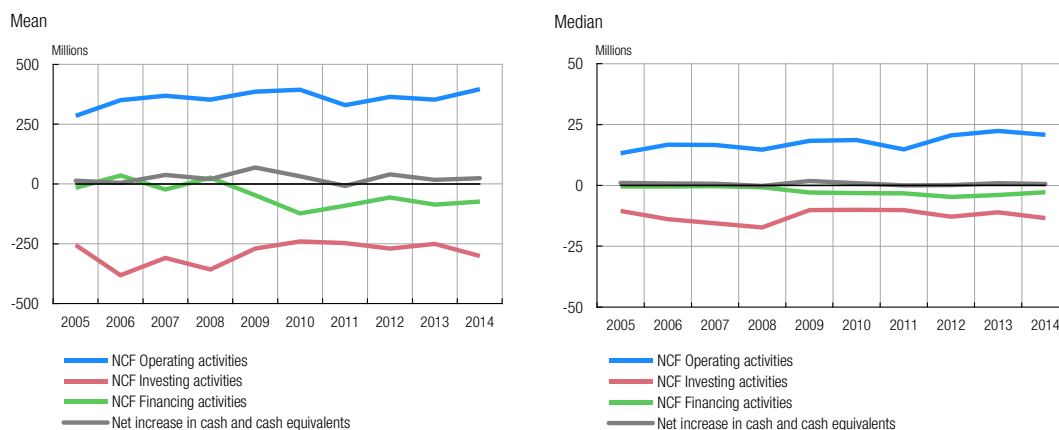 Mean
Millions
500
250
0
-250
-500
2005 2006 2007 2008 2009 2010 2011 2012 2013 2014
NCF Operating activities
NCF Investing activities
NCF Financing activities
Net increase in cash and cash equivalents
Median
Millions
50
25
0
-25
-50
2005 2006 2007 2008 2009 2010 2011 2012 2013 2014
NCF Operating activities
NCF Investing activities
NCF Financing activities
Net increase in cash and cash equivalents